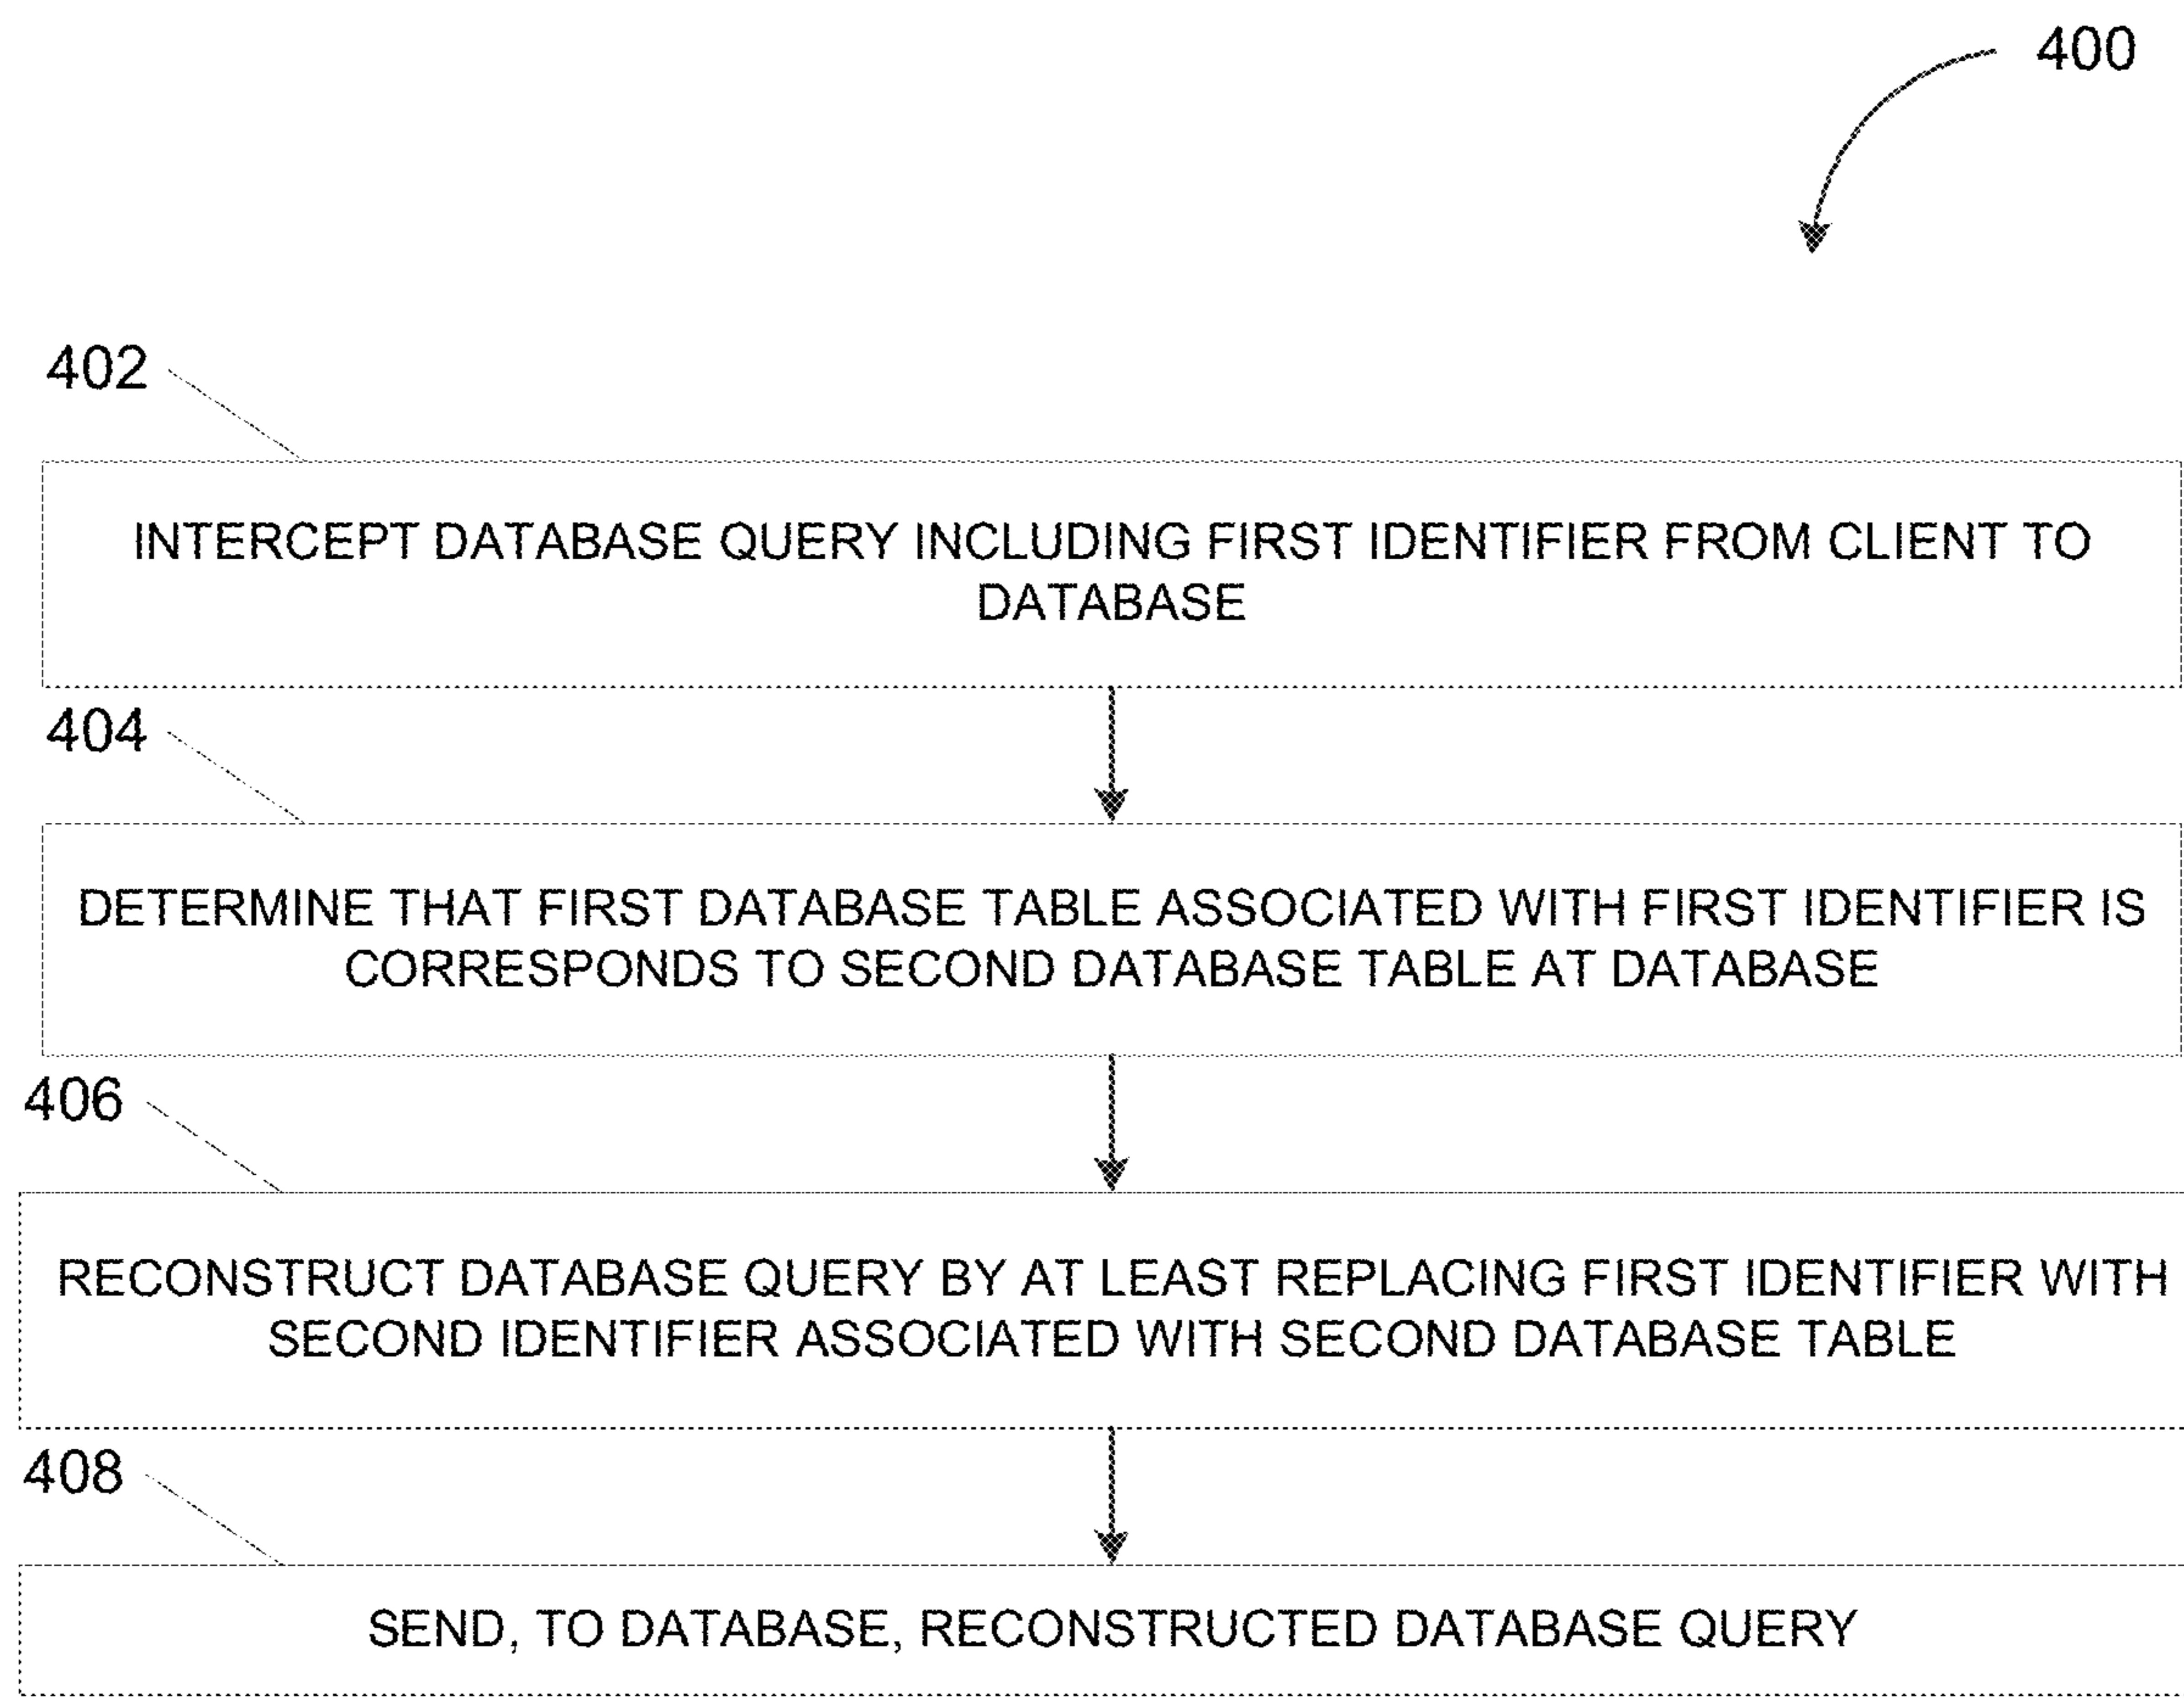 400
402
INTERCEPT DATABASE QUERY INCLUDING FIRST IDENTIFIER FROM CLIENT TO
DATABASE
404
DETERMINE THAT FIRST DATABASE TABLE ASSOCIATED WITH FIRST IDENTIFIER IS
CORRESPONDS TO SECOND DATABASE TABLE AT DATABASE
406
RECONSTRUCT DATABASE QUERY BY AT LEAST REPLACING FIRST IDENTIFIER WITH
SECOND IDENTIFIER ASSOCIATED WITH SECOND DATABASE TABLE
408
SEND, TO DATABASE, RECONSTRUCTED DATABASE QUERY